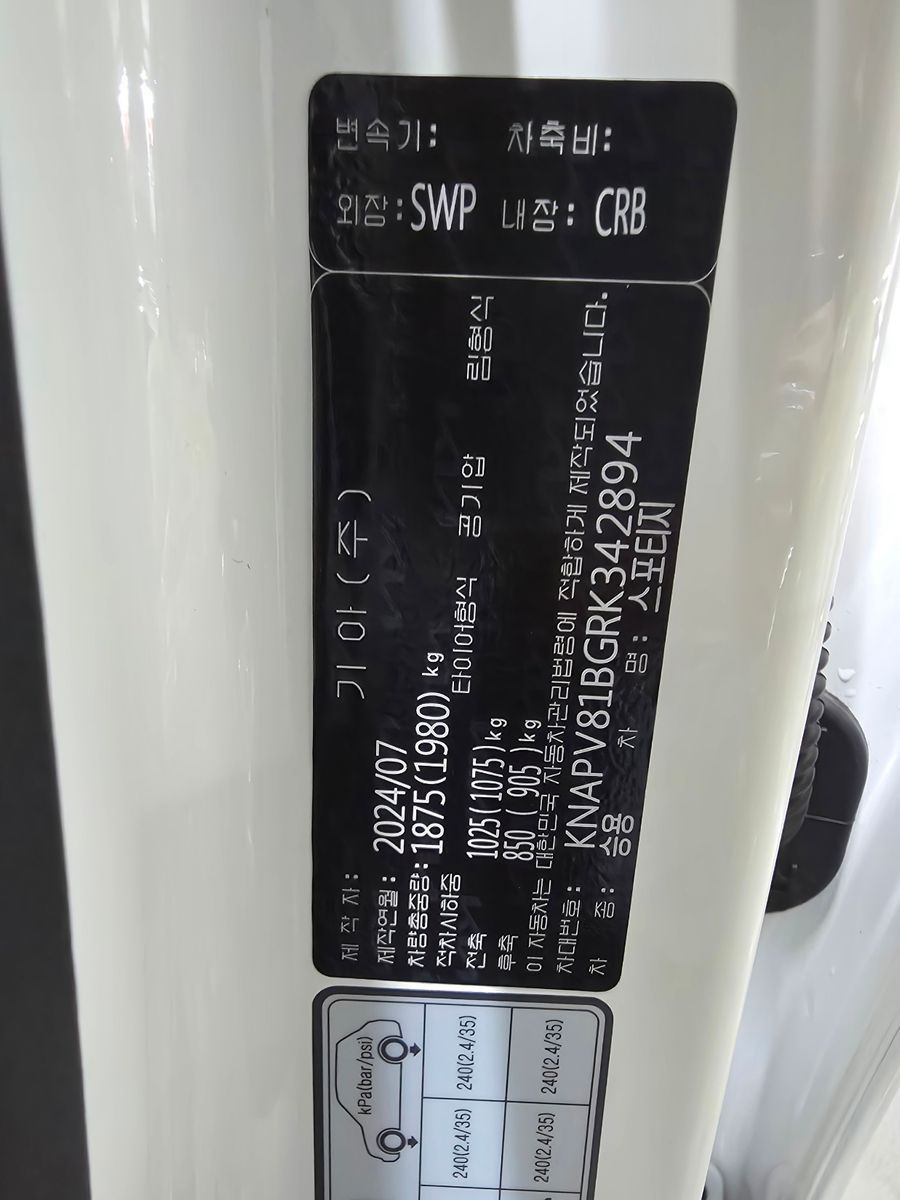 변속기: 차축비:
외장: SWP 내장: CRB
제 작 자: 기 아 ( 주 )
제작연월: 2024/07
차량총중량: 1875(1980) kg
적차시하중 타이어형식 공기압 림형식
전축 1025(1075)kg
후축 850 ( 905 )kg
이 자동차는 대한민국 자동차관리법령에 적합하게 제작되었습니다.
차대번호: KNAPV81BGRK342894
차 종: 승용 차 명: 스포티지
kPa(bar/psi)
240(2.4/35) 240(2.4/35)
240(2.4/35) 240(2.4/35)